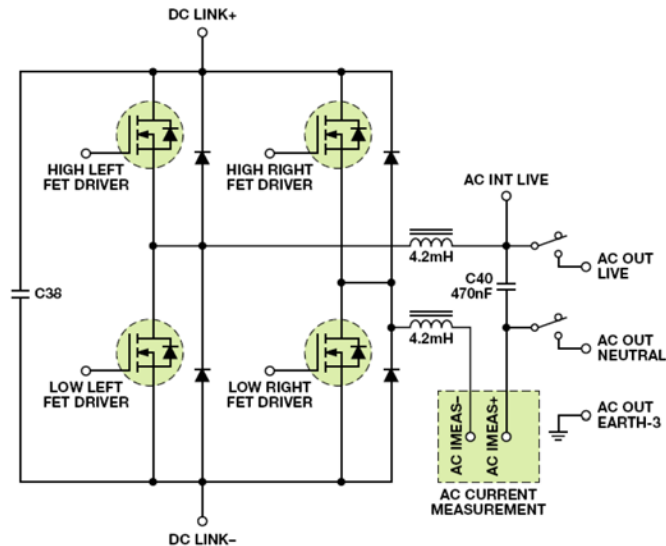 DC LINK+
HIGH LEFT
FET DRIVER
HIGH RIGHT
FET DRIVER
AC INT LIVE
4.2mH
AC OUT
LIVE
C38
C40
470nF
4.2mH
LOW LEFT
FET DRIVER
LOW RIGHT
FET DRIVER
AC OUT
NEUTRAL
AC IMEAS–
AC IMEAS+
AC OUT
EARTH-3
AC CURRENT
MEASUREMENT
DC LINK–